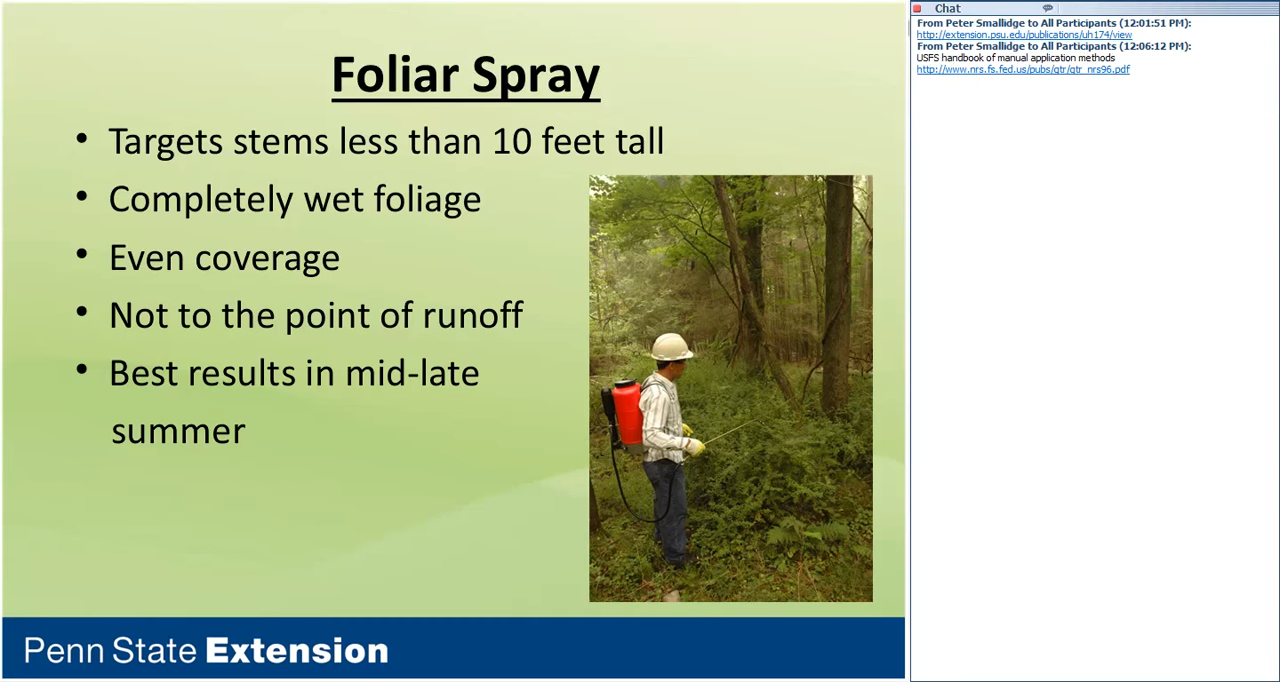 Foliar Spray
• Targets stems less than 10 feet tall
• Completely wet foliage
• Even coverage
• Not to the point of runoff
• Best results in mid-late
summer
Penn State Extension
Chat
From Peter Smallidge to All Participants (12:01:51 PM):
http://extension.psu.edu/publications/uh174/view
From Peter Smallidge to All Participants (12:06:12 PM):
USFS handbook of manual application methods
http://www.nrs.fs.fed.us/pubs/gtr/gtr_nrs96.pdf